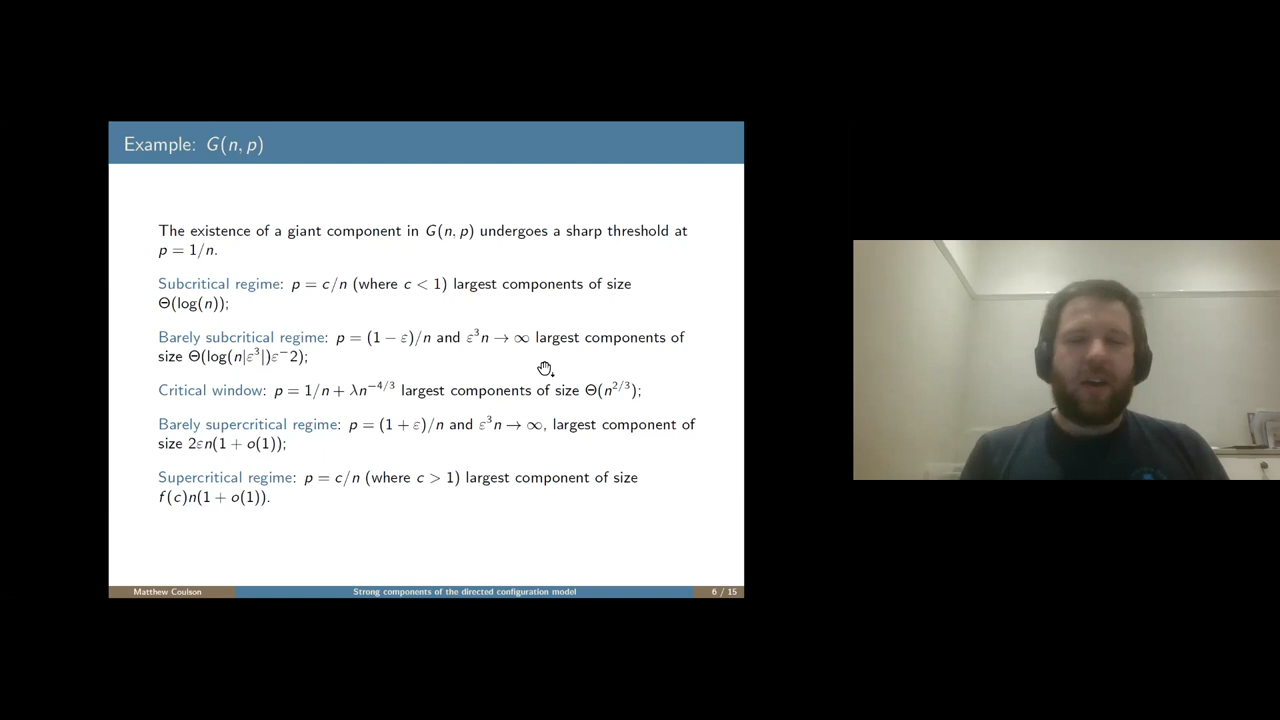 Example: G(n, p)
The existence of a giant component in G(n, p) undergoes a sharp threshold at
p = 1/n.
Subcritical regime: p = c/n (where c < 1) largest components of size
Θ(log(n));
Barely subcritical regime: p = (1 − ε)/n and ε³n → ∞ largest components of
size Θ(log(n|ε³|)ε⁻2);
Critical window: p = 1/n + λn⁻⁴ᐟ³ largest components of size Θ(n²ᐟ³);
Barely supercritical regime: p = (1 + ε)/n and ε³n → ∞, largest component of
size 2εn(1 + o(1));
Supercritical regime: p = c/n (where c > 1) largest component of size
f(c)n(1 + o(1)).
Matthew Coulson Strong components of the directed configuration model 6 / 15